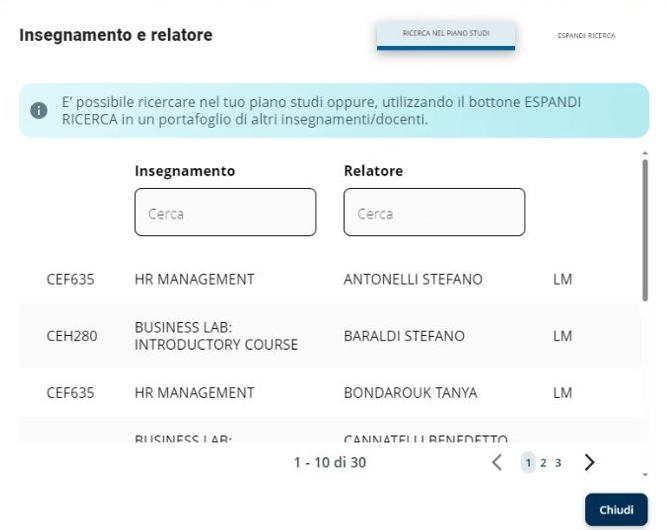 Insegnamento e relatore
RICERCA NEL PIANO STUDI
ESPANDI RICERCA
E' possibile ricercare nel tuo piano studi oppure, utilizzando il bottone ESPANDI
RICERCA in un portafoglio di altri insegnamenti/docenti.
Insegnamento Relatore
Cerca Cerca
CEF635 HR MANAGEMENT ANTONELLI STEFANO LM
CEH280 BUSINESS LAB:
INTRODUCTORY COURSE BARALDI STEFANO LM
CEF635 HR MANAGEMENT BONDAROUK TANYA LM
BUSINESS LAB: CANNATELLI BENEDETTO
1 - 10 di 30 1 2 3
Chiudi